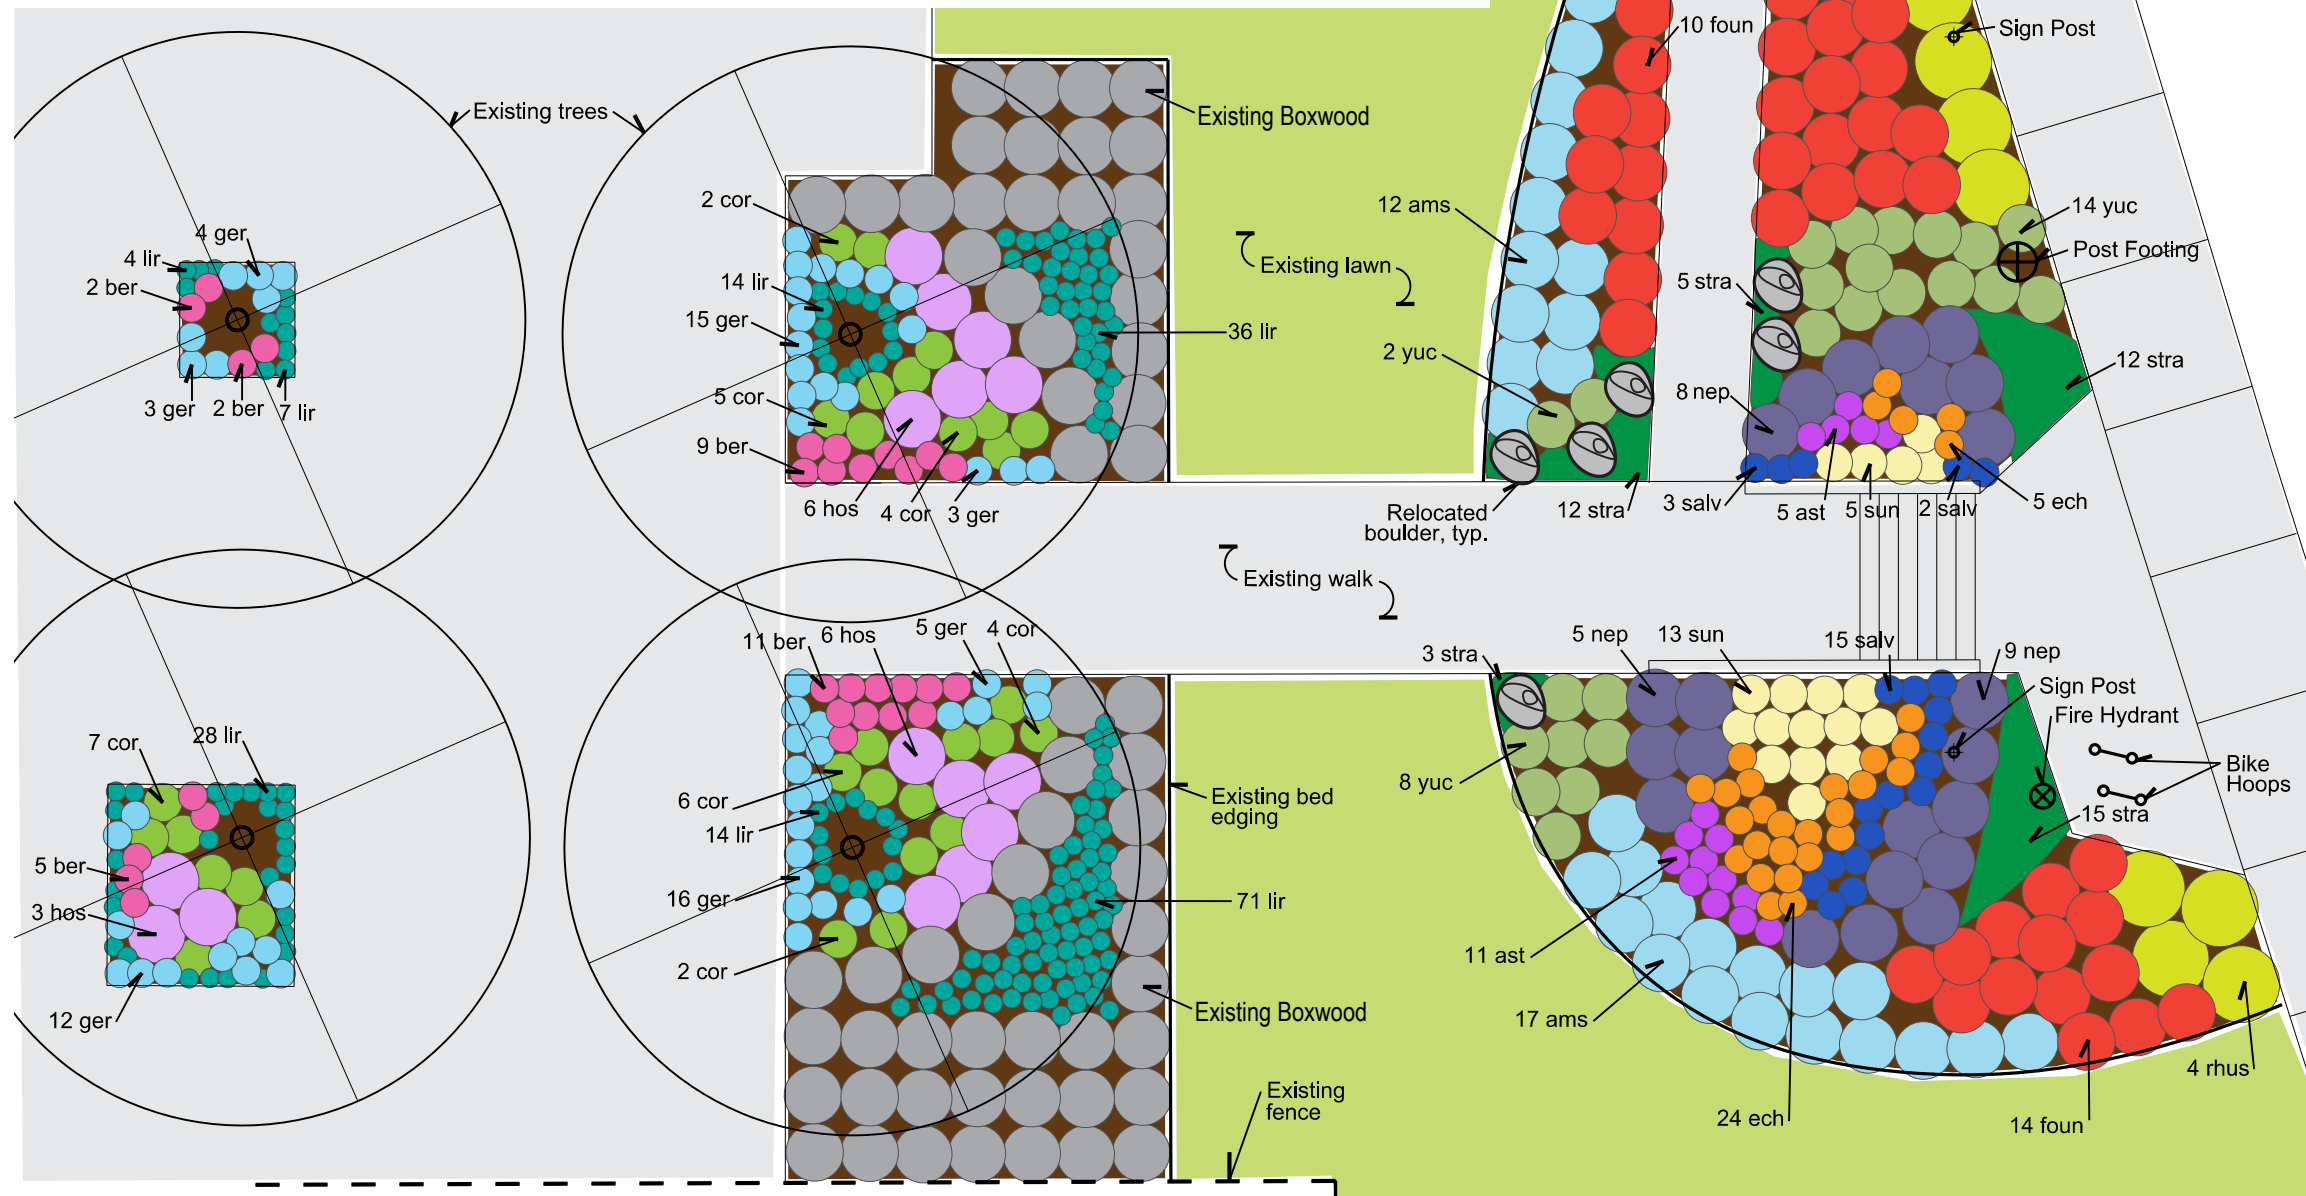 10 foun
Sign Post
Existing trees
Existing Boxwood
2 cor
12 ams
14 yuc
4 ger
4 lir
2 ber
Post Footing
Existing lawn
14 lir
5 stra
15 ger
36 lir
2 yuc
12 stra
3 ger
2 ber
7 lir
5 cor
8 nep
9 ber
6 hos
4 cor
3 ger
Relocated
boulder, typ.
12 stra
3 salv
5 ast
5 sun
2 salv
5 ech
Existing walk
11 ber
6 hos
5 ger
4 cor
3 stra
5 nep
13 sun
15 salv
9 nep
Sign Post
Fire Hydrant
7 cor
28 lir
Bike
Hoops
8 yuc
6 cor
Existing bed
edging
14 lir
15 stra
5 ber
16 ger
71 lir
3 hos
11 ast
2 cor
12 ger
Existing Boxwood
17 ams
4 rhus
Existing
fence
24 ech
14 foun